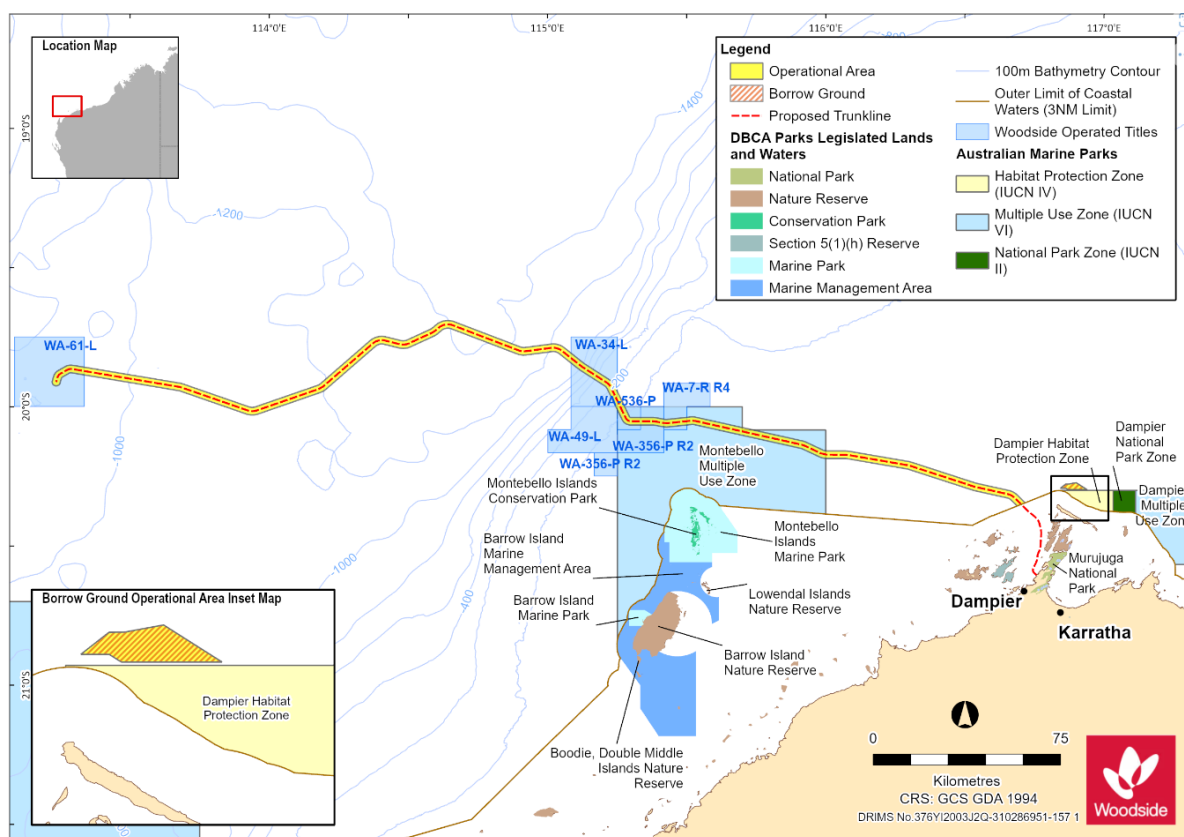 Location Map
114°E
115°E
116°E
117°E
19°0'S
20°0'S
21°0'S
Legend
Operational Area
Borrow Ground
Proposed Trunkline
DBCA Parks Legislated Lands
and Waters
National Park
Nature Reserve
Conservation Park
Section 5(1)(h) Reserve
Marine Park
Marine Management Area
100m Bathymetry Contour
Outer Limit of Coastal
Waters (3NM Limit)
Woodside Operated Titles
Australian Marine Parks
Habitat Protection Zone
(IUCN IV)
Multiple Use Zone (IUCN
VI)
National Park Zone (IUCN
II)
-1400
-1200
-1000
-1000
-400
-200
WA-61-L
WA-34-L
WA-7-R R4
WA-536-P
WA-49-L
WA-356-P R2
WA-356-P R2
Montebello
Multiple
Use Zone
Dampier Habitat
Protection Zone
Dampier
National
Park Zone
Dampier
Multiple
Use Zone
Montebello Islands
Conservation Park
Barrow Island
Marine
Management Area
Barrow Island
Marine Park
Montebello
Islands
Marine Park
Lowendal Islands
Nature Reserve
Barrow Island
Nature Reserve
Boodie, Double Middle
Islands Nature
Reserve
Murujuga
National
Park
Dampier
Karratha
Borrow Ground Operational Area Inset Map
Dampier Habitat
Protection Zone
0
75
Kilometres
CRS: GCS GDA 1994
DRIMS No.376YI2003J2Q-310286951-157 1
Woodside